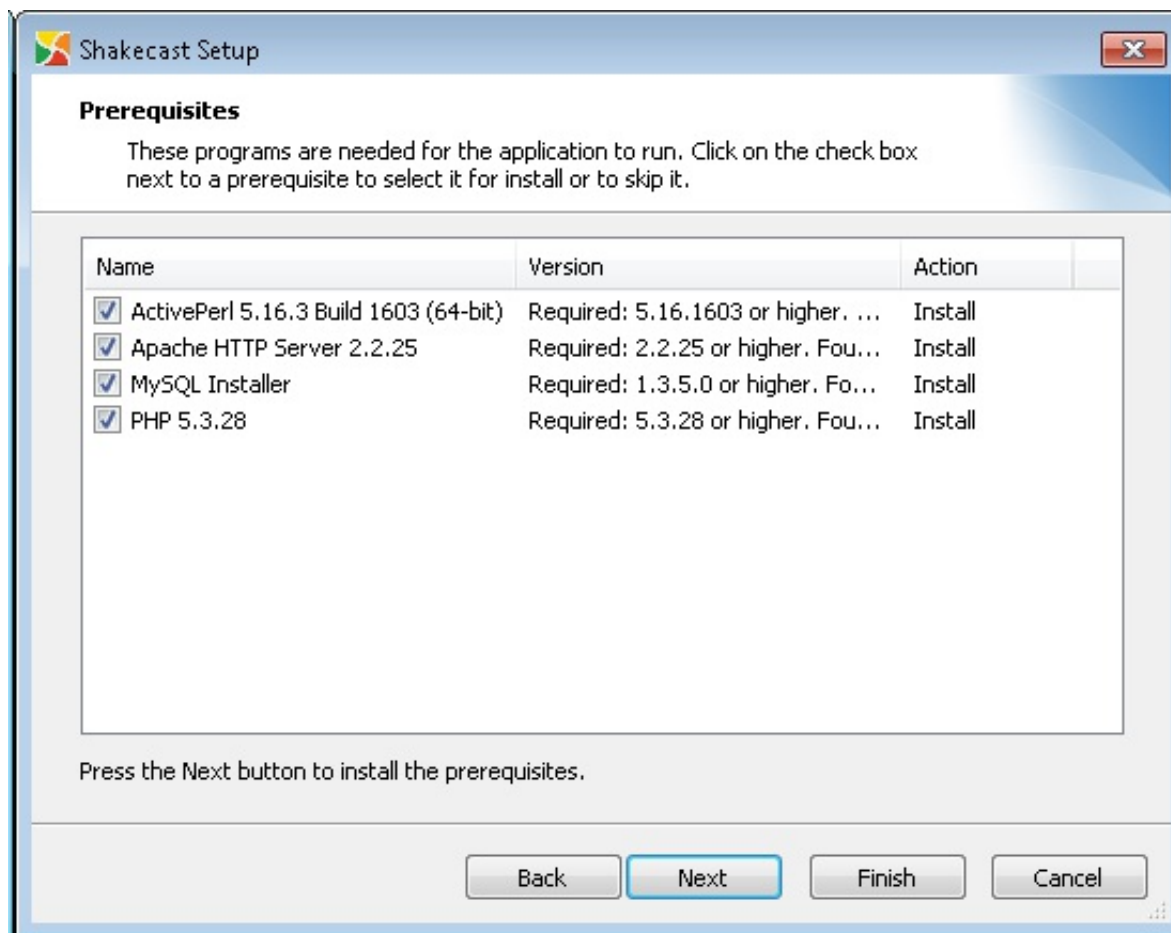 Shakecast Setup
Prerequisites
These programs are needed for the application to run. Click on the check box
next to a prerequisite to select it for install or to skip it.
Name Version Action
ActivePerl 5.16.3 Build 1603 (64-bit) Required: 5.16.1603 or higher. ... Install
Apache HTTP Server 2.2.25 Required: 2.2.25 or higher. Fou... Install
MySQL Installer Required: 1.3.5.0 or higher. Fo... Install
PHP 5.3.28 Required: 5.3.28 or higher. Fou... Install
Press the Next button to install the prerequisites.
Back Next Finish Cancel